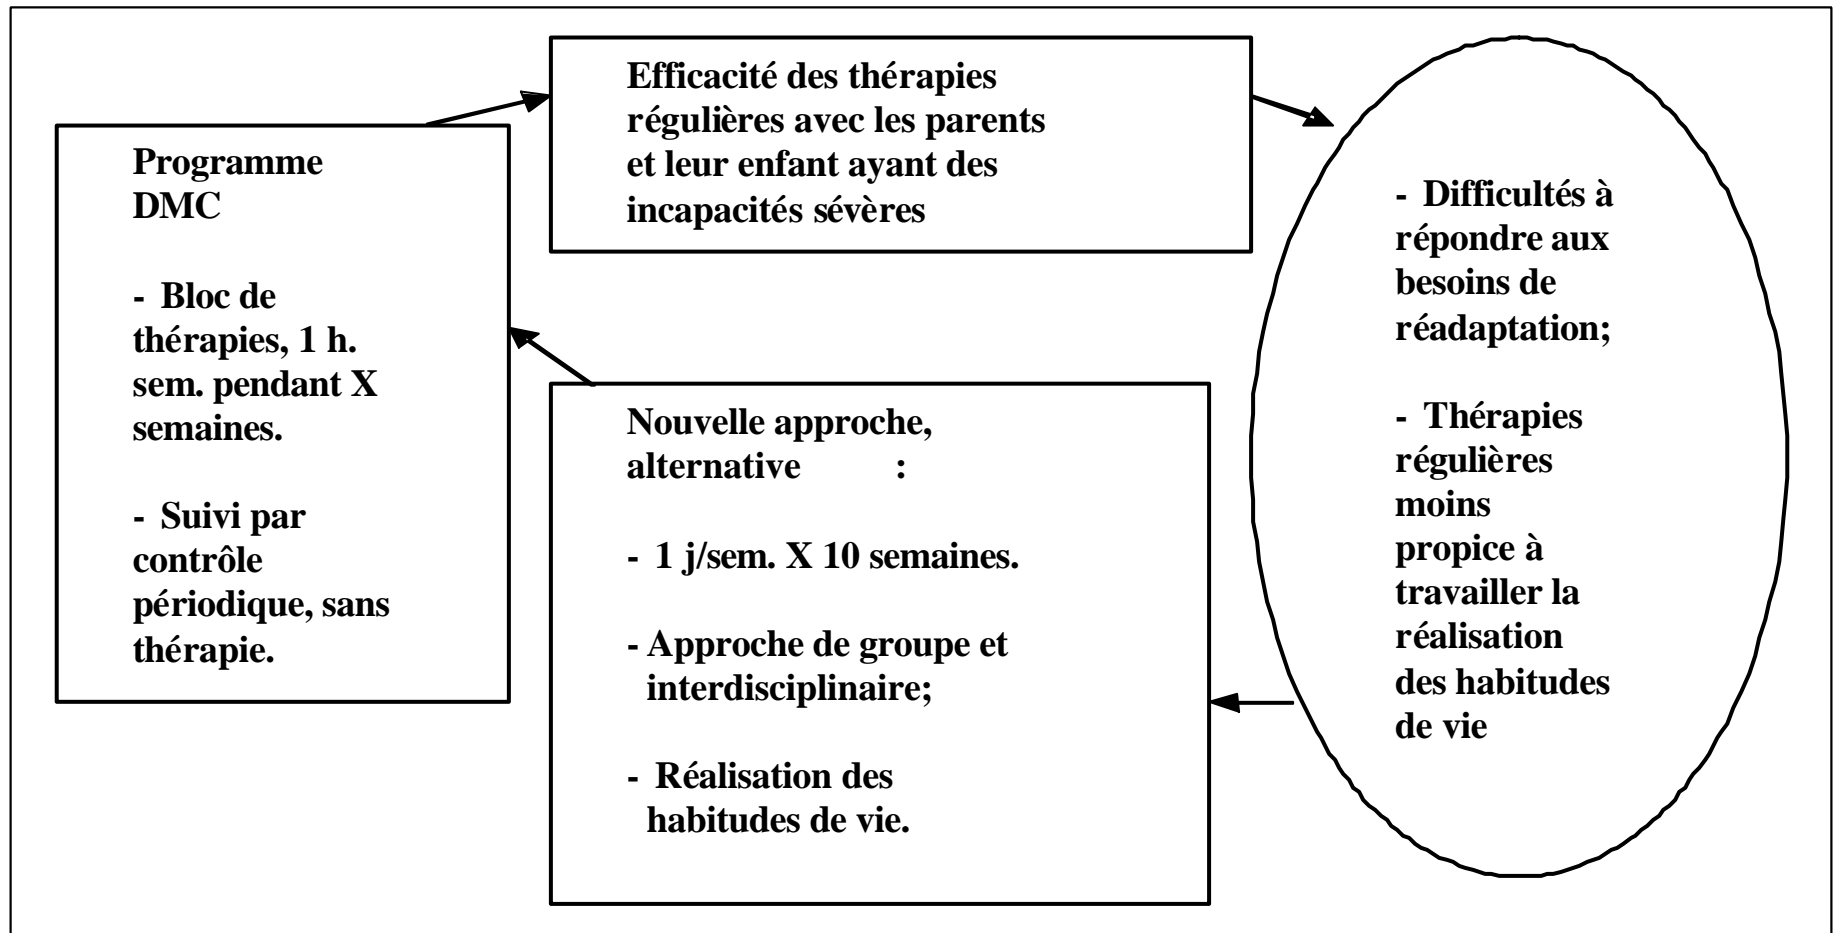 Programme
DMC
- Bloc de
thérapies, 1 h.
sem. pendant X
semaines.
- Suivi par
contrôle
périodique, sans
thérapie.
Efficacité des thérapies
régulières avec les parents
et leur enfant ayant des
incapacités sévères
- Difficultés à
répondre aux
besoins de
réadaptation;
- Thérapies
régulières
moins
propice à
travailler la
réalisation
des habitudes
de vie
Nouvelle approche,
alternative :
- 1 j/sem. X 10 semaines.
- Approche de groupe et
interdisciplinaire;
- Réalisation des
habitudes de vie.